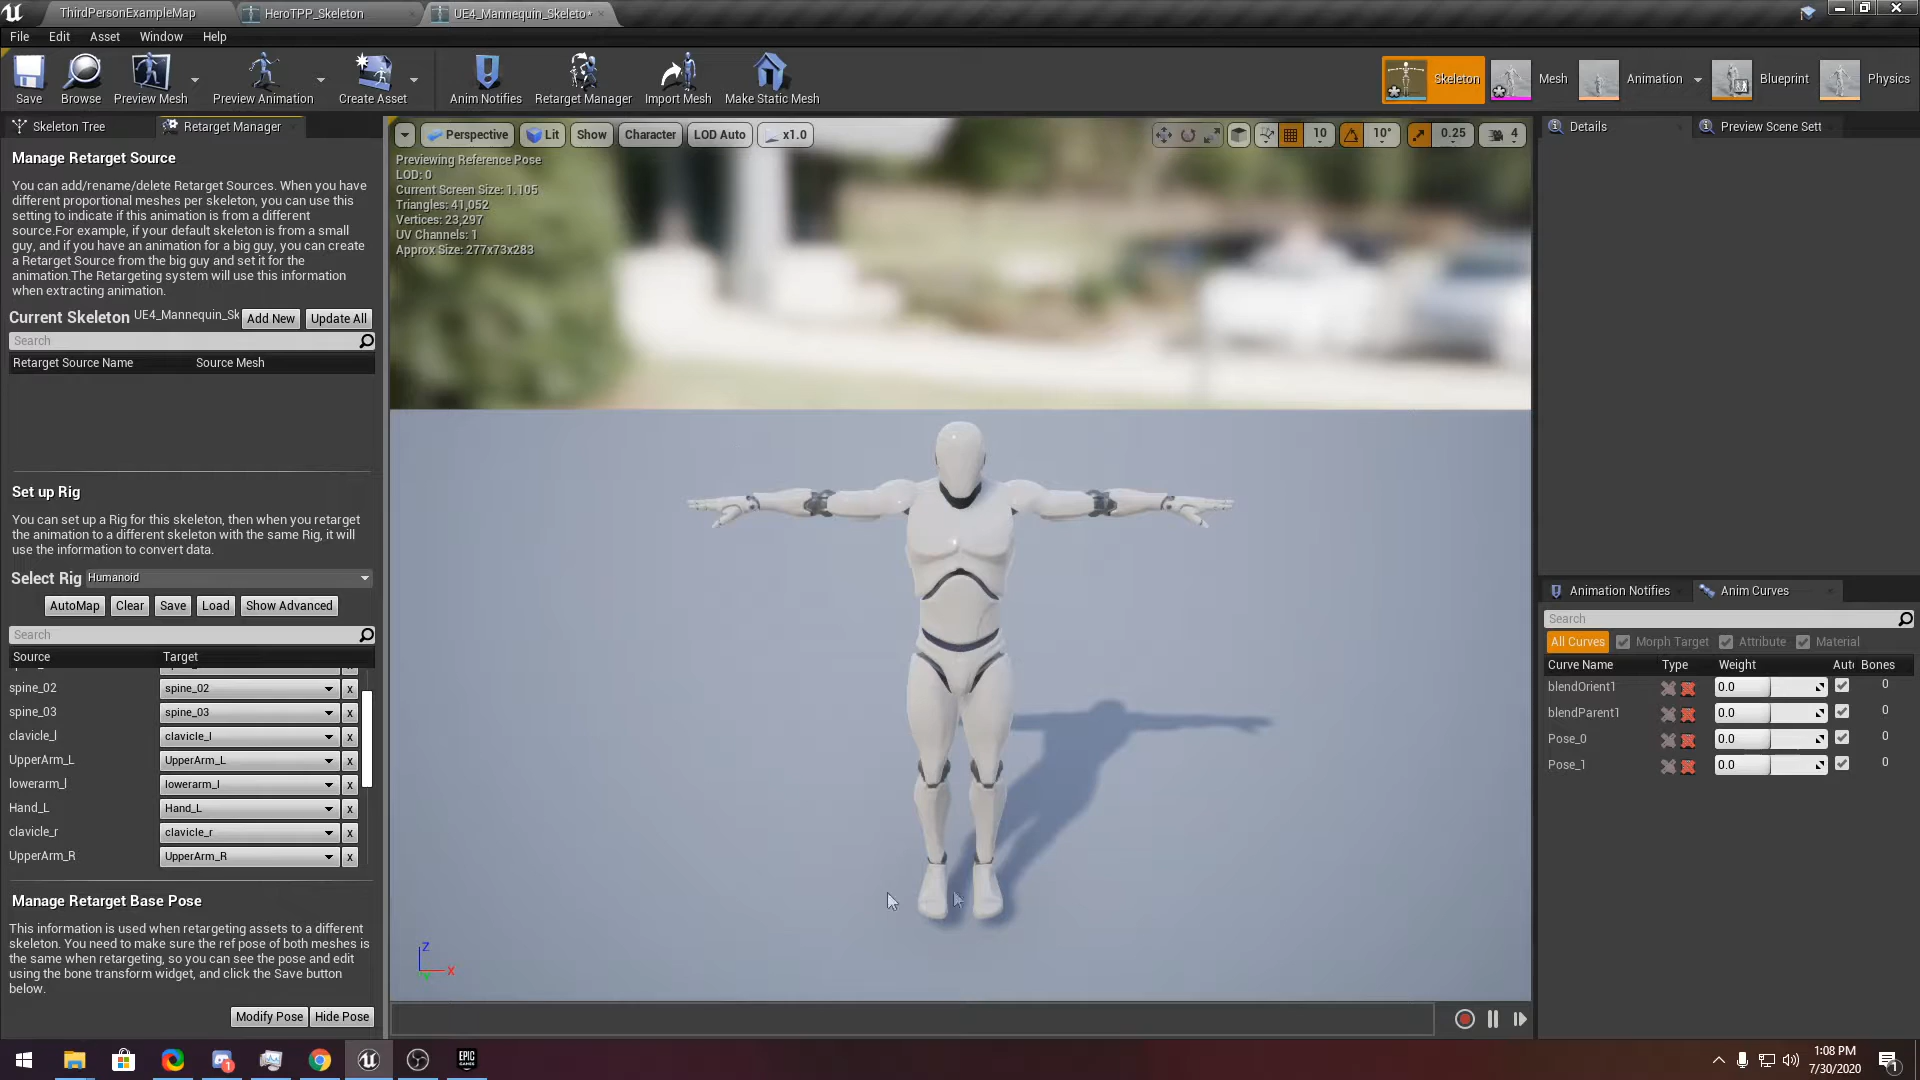 ThirdPersonExampleMap
HeroTPP_Skeleton
UE4_Mannequin_Skeleto*
File Edit Asset Window Help
Save
Browse
Preview Mesh
Preview Animation
Create Asset
Anim Notifies
Retarget Manager
Import Mesh
Make Static Mesh
Skeleton
Mesh
Animation
Blueprint
Physics
Skeleton Tree
Retarget Manager
Manage Retarget Source
You can add/rename/delete Retarget Sources. When you have
different proportional meshes per skeleton, you can use this
setting to indicate if this animation is from a different
source.For example, if your default skeleton is from a small
guy, and if you have an animation for a big guy, you can create
a Retarget Source from the big guy and set it for the
animation.The Retargeting system will use this information
when extracting animation.
Current Skeleton UE4_Mannequin_Sk Add New Update All
Search
Retarget Source Name Source Mesh
Set up Rig
You can set up a Rig for this skeleton, then when you retarget
the animation to a different skeleton with the same Rig, it will
use the information to convert data.
Select Rig Humanoid
AutoMap Clear Save Load Show Advanced
Search
Source Target
spine_02 spine_02 x
spine_03 spine_03 x
clavicle_l clavicle_l x
UpperArm_L UpperArm_L x
lowerarm_l lowerarm_l x
Hand_L Hand_L x
clavicle_r clavicle_r x
UpperArm_R UpperArm_R x
Manage Retarget Base Pose
This information is used when retargeting assets to a different
skeleton. You need to make sure the ref pose of both meshes is
the same when retargeting, so you can see the pose and edit
using the bone transform widget, and click the Save button
below.
Modify Pose Hide Pose
Perspective Lit Show Character LOD Auto x1.0
10 10° 0.25 4
Previewing Reference Pose
LOD: 0
Current Screen Size: 1.105
Triangles: 41,052
Vertices: 23,297
UV Channels: 1
Approx Size: 277x73x283
Z
X
Details
Preview Scene Sett
Animation Notifies
Anim Curves
Search
All Curves Morph Target Attribute Material
Curve Name Type Weight Aut Bones
blendOrient1 0.0 0
blendParent1 0.0 0
Pose_0 0.0 0
Pose_1 0.0 0
EPIC
GAMES
1
1:08 PM
7/30/2020
1